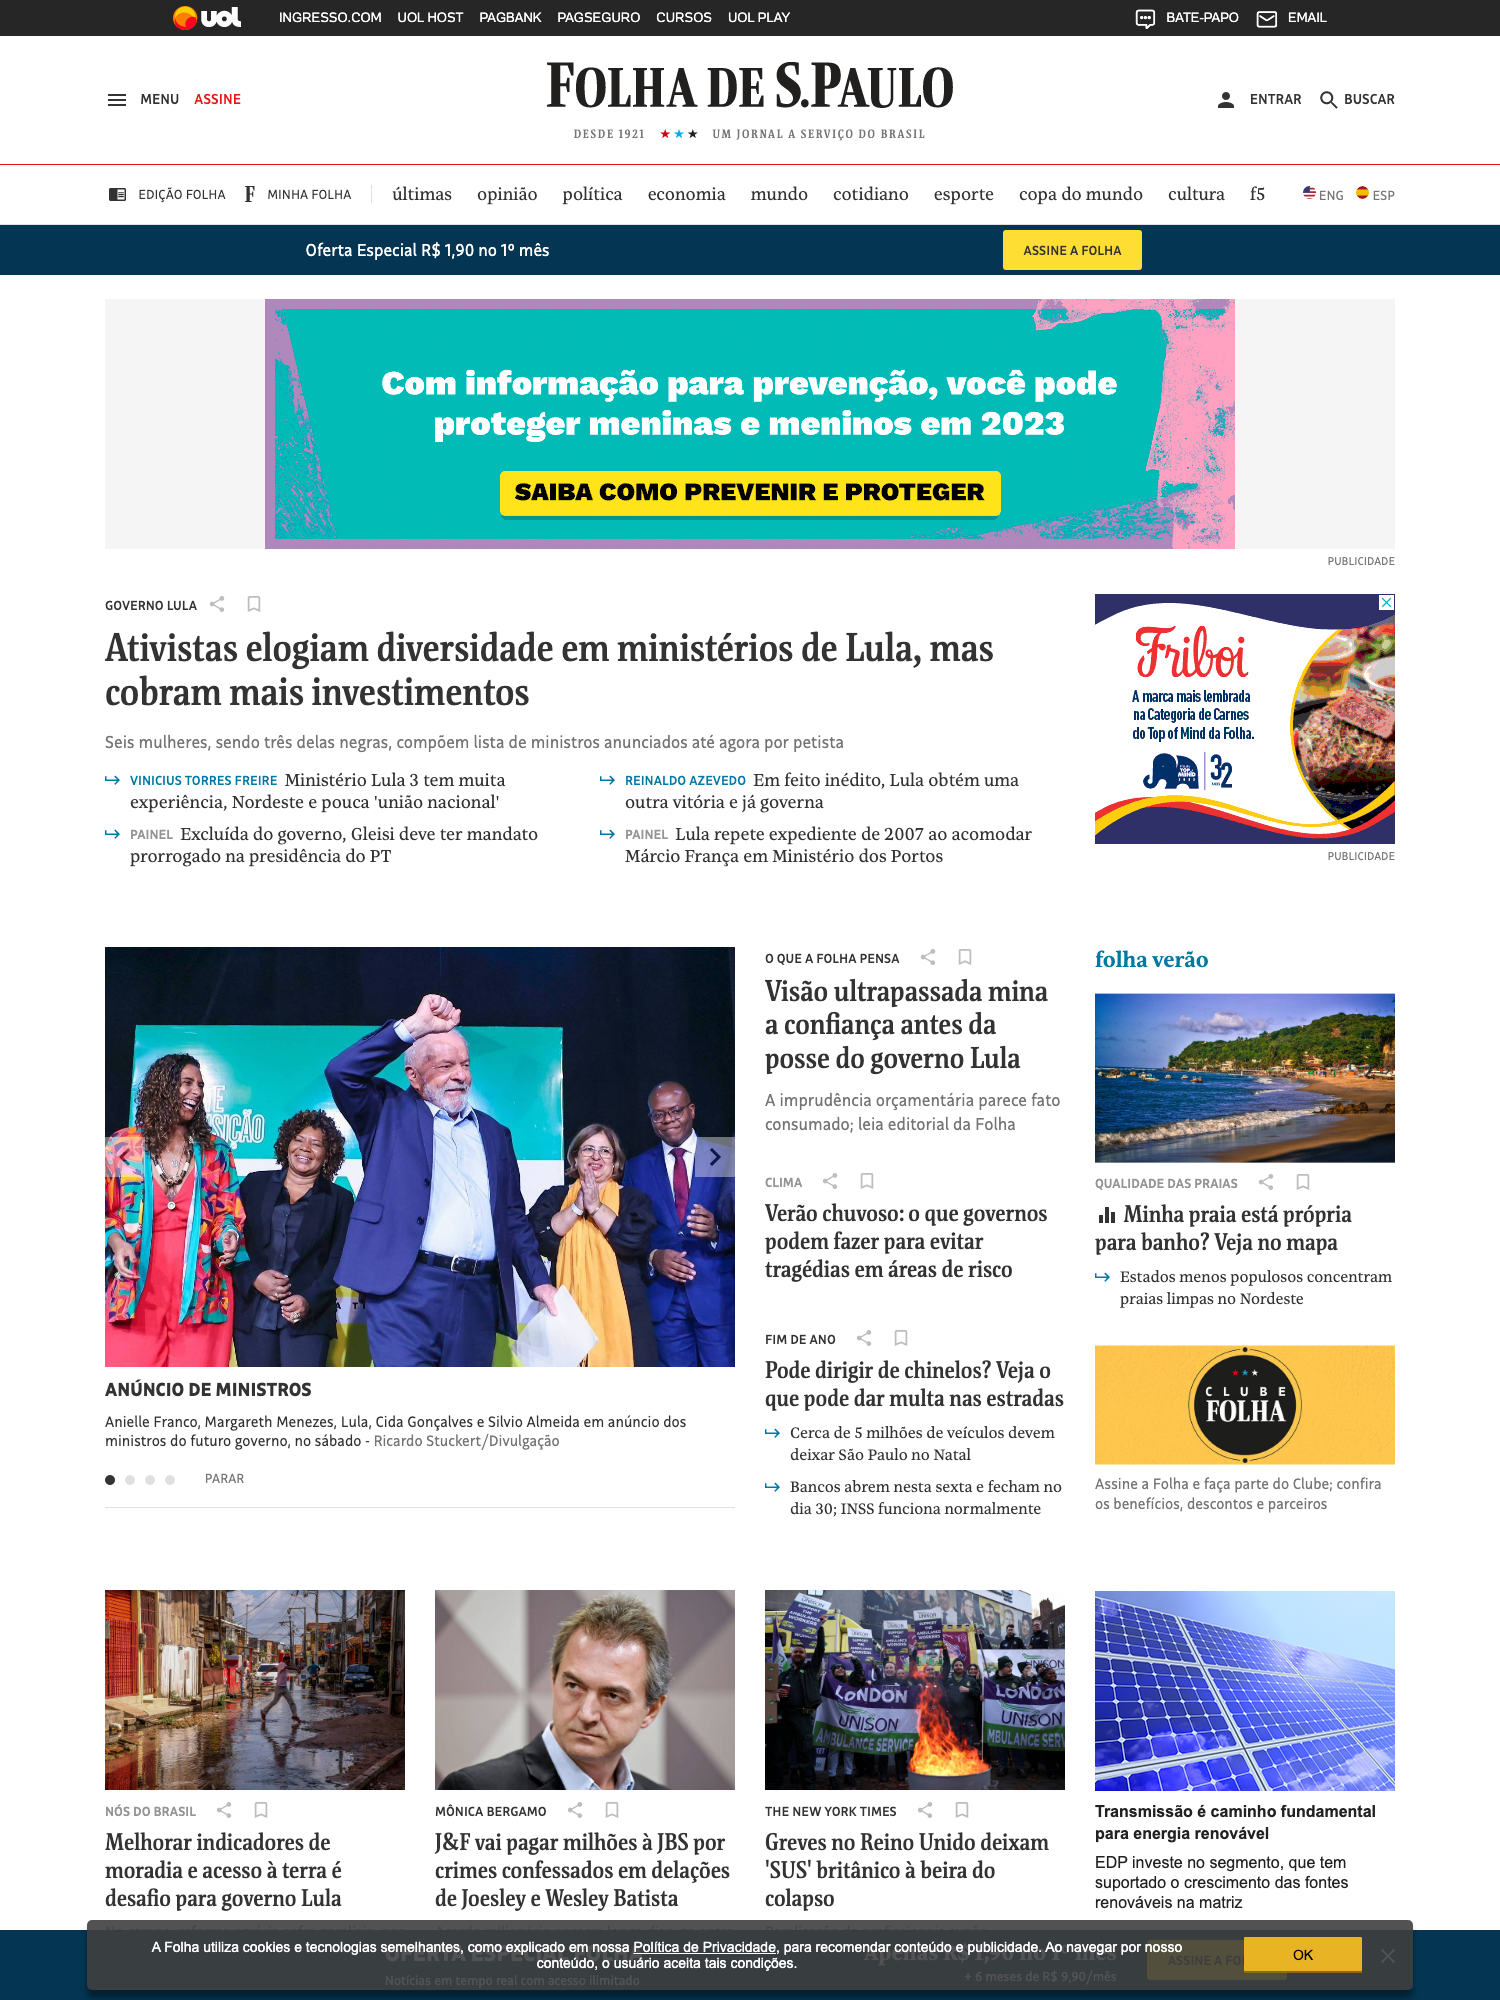 uol
INGRESSO.COM UOL HOST PAGBANK PAGSEGURO CURSOS UOL PLAY
BATE-PAPO EMAIL
MENU ASSINE
FOLHA DE S.PAULO
DESDE 1921 ★★★ UM JORNAL A SERVIÇO DO BRASIL
ENTRAR BUSCAR
EDIÇÃO FOLHA F MINHA FOLHA últimas opinião política economia mundo cotidiano esporte copa do mundo cultura f5 ENG ESP
Oferta Especial R$ 1,90 no 1º mês
ASSINE A FOLHA
Com informação para prevenção, você pode
proteger meninas e meninos em 2023
SAIBA COMO PREVENIR E PROTEGER
PUBLICIDADE
GOVERNO LULA
Ativistas elogiam diversidade em ministérios de Lula, mas
cobram mais investimentos
Seis mulheres, sendo três delas negras, compõem lista de ministros anunciados até agora por petista
VINICIUS TORRES FREIRE Ministério Lula 3 tem muita
experiência, Nordeste e pouca 'união nacional'
REINALDO AZEVEDO Em feito inédito, Lula obtém uma
outra vitória e já governa
PAINEL Excluída do governo, Gleisi deve ter mandato
prorrogado na presidência do PT
PAINEL Lula repete expediente de 2007 ao acomodar
Márcio França em Ministério dos Portos
Friboi
A marca mais lembrada
na Categoria de Carnes
do Top of Mind da Folha.
TOP
MIND
32
PUBLICIDADE
ANÚNCIO DE MINISTROS
Anielle Franco, Margareth Menezes, Lula, Cida Gonçalves e Silvio Almeida em anúncio dos
ministros do futuro governo, no sábado - Ricardo Stuckert/Divulgação
PARAR
O QUE A FOLHA PENSA
Visão ultrapassada mina
a confiança antes da
posse do governo Lula
A imprudência orçamentária parece fato
consumado; leia editorial da Folha
CLIMA
Verão chuvoso: o que governos
podem fazer para evitar
tragédias em áreas de risco
FIM DE ANO
Pode dirigir de chinelos? Veja o
que pode dar multa nas estradas
Cerca de 5 milhões de veículos devem
deixar São Paulo no Natal
Bancos abrem nesta sexta e fecham no
dia 30; INSS funciona normalmente
folha verão
QUALIDADE DAS PRAIAS
Minha praia está própria
para banho? Veja no mapa
Estados menos populosos concentram
praias limpas no Nordeste
CLUBE
FOLHA
Assine a Folha e faça parte do Clube; confira
os benefícios, descontos e parceiros
NÓS DO BRASIL
Melhorar indicadores de
moradia e acesso à terra é
desafio para governo Lula
MÔNICA BERGAMO
J&F vai pagar milhões à JBS por
crimes confessados em delações
de Joesley e Wesley Batista
UNISON
SUPPORT
THE
AMBULANCE
WORKERS
LONDON
UNISON
AMBULANCE SERVICE
UNISON
THE NEW YORK TIMES
Greves no Reino Unido deixam
'SUS' britânico à beira do
colapso
Transmissão é caminho fundamental
para energia renovável
EDP investe no segmento, que tem
suportado o crescimento das fontes
renováveis na matriz
A Folha utiliza cookies e tecnologias semelhantes, como explicado em nossa Política de Privacidade, para recomendar conteúdo e publicidade. Ao navegar por nosso
conteúdo, o usuário aceita tais condições.
OK
Notícias em tempo real com acesso ilimitado
+ 6 meses de R$ 9,90/mês